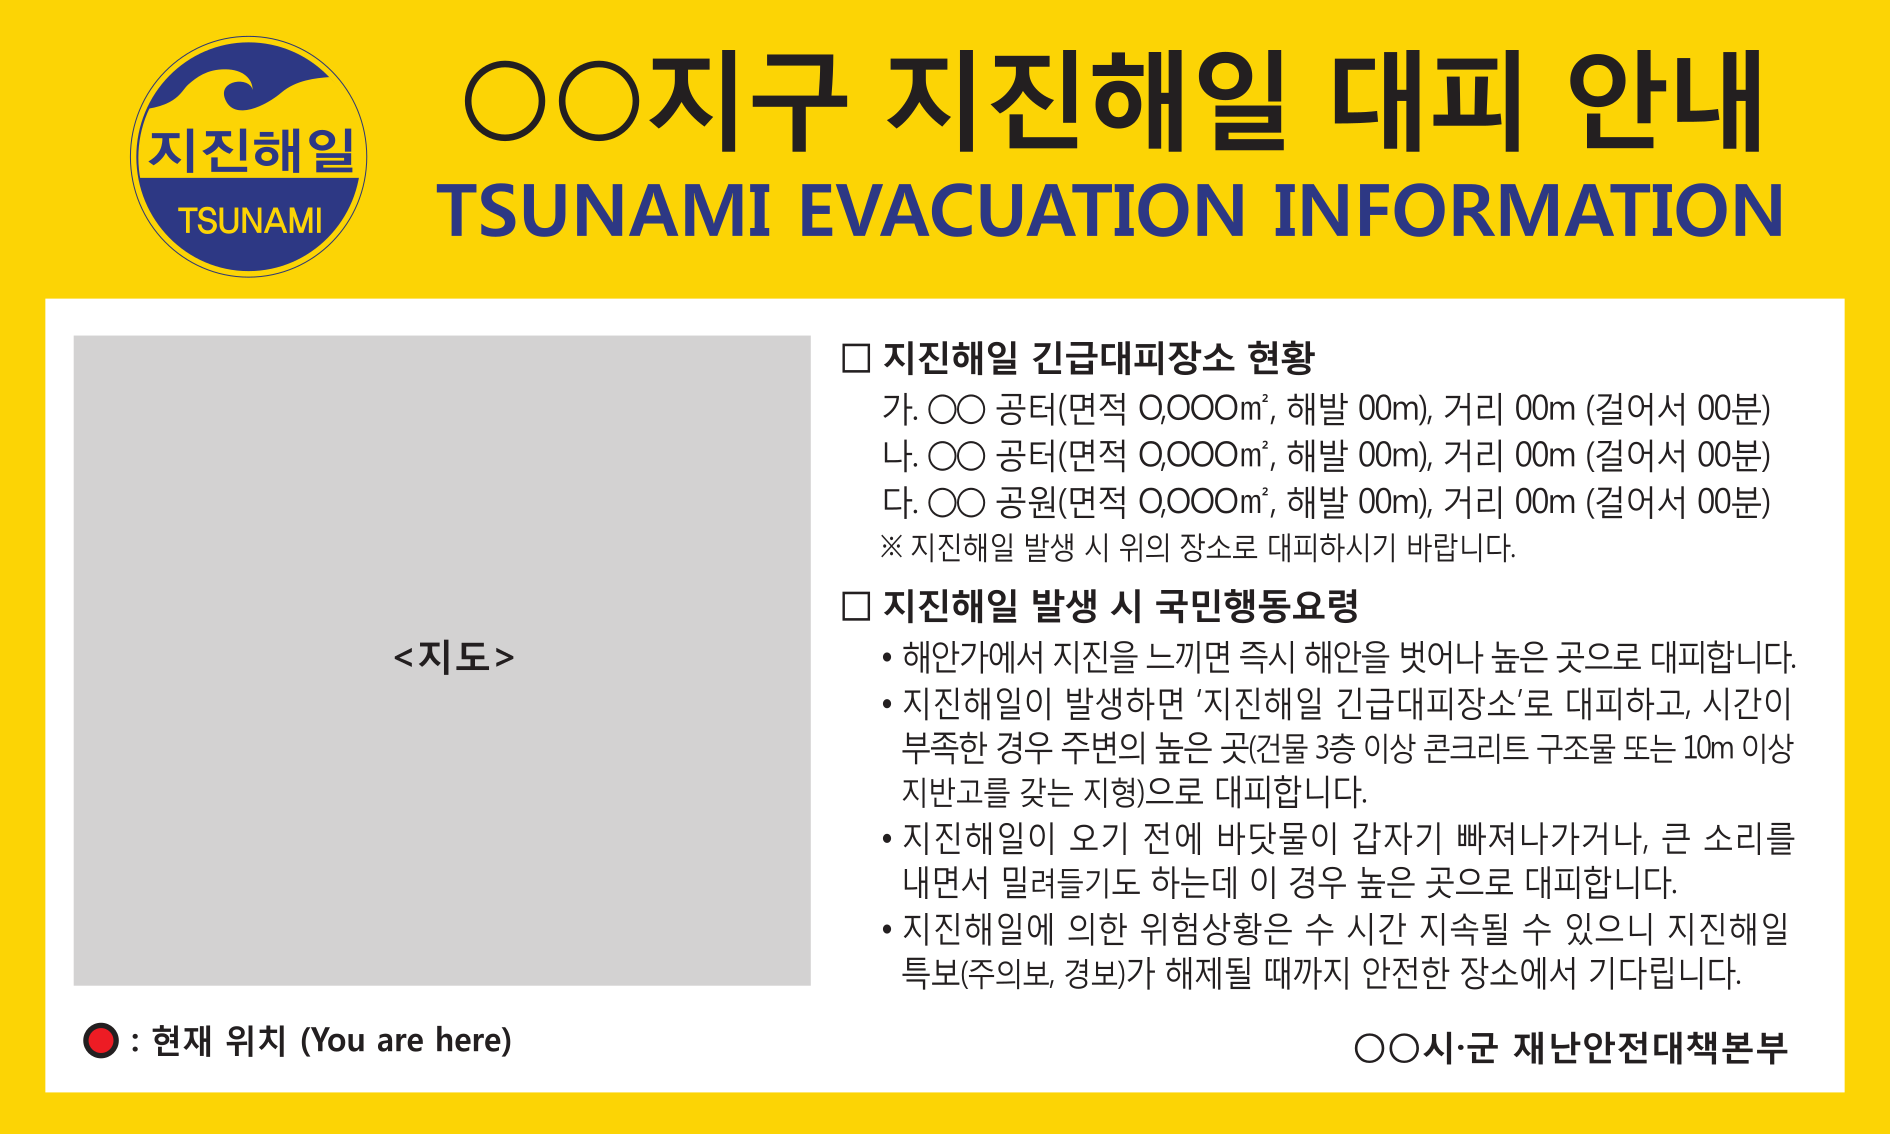 지진해일
TSUNAMI
○○지구 지진해일 대피 안내
TSUNAMI EVACUATION INFORMATION
<지도>
□ 지진해일 긴급대피장소 현황
가. ○○ 공터(면적 O,OOO㎡, 해발 00m), 거리 00m (걸어서 00분)
나. ○○ 공터(면적 O,OOO㎡, 해발 00m), 거리 00m (걸어서 00분)
다. ○○ 공원(면적 O,OOO㎡, 해발 00m), 거리 00m (걸어서 00분)
※ 지진해일 발생 시 위의 장소로 대피하시기 바랍니다.
□ 지진해일 발생 시 국민행동요령
• 해안가에서 지진을 느끼면 즉시 해안을 벗어나 높은 곳으로 대피합니다.
• 지진해일이 발생하면 ‘지진해일 긴급대피장소’로 대피하고, 시간이
부족한 경우 주변의 높은 곳(건물 3층 이상 콘크리트 구조물 또는 10m 이상
지반고를 갖는 지형)으로 대피합니다.
• 지진해일이 오기 전에 바닷물이 갑자기 빠져나가거나, 큰 소리를
내면서 밀려들기도 하는데 이 경우 높은 곳으로 대피합니다.
• 지진해일에 의한 위험상황은 수 시간 지속될 수 있으니 지진해일
특보(주의보, 경보)가 해제될 때까지 안전한 장소에서 기다립니다.
: 현재 위치 (You are here)
○○시·군 재난안전대책본부